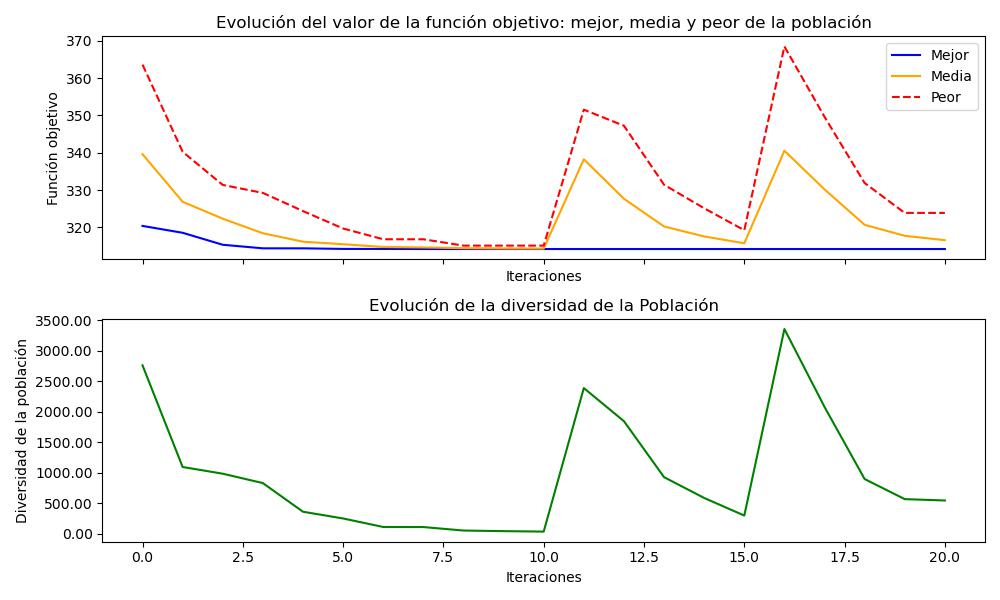 Evolución del valor de la función objetivo: mejor, media y peor de la población
370
360
350
340
330
320
Función objetivo
Mejor
Media
Peor
Iteraciones
Evolución de la diversidad de la Población
3500.00
3000.00
2500.00
2000.00
1500.00
1000.00
500.00
0.00
Diversidad de la población
0.0 2.5 5.0 7.5 10.0 12.5 15.0 17.5 20.0
Iteraciones